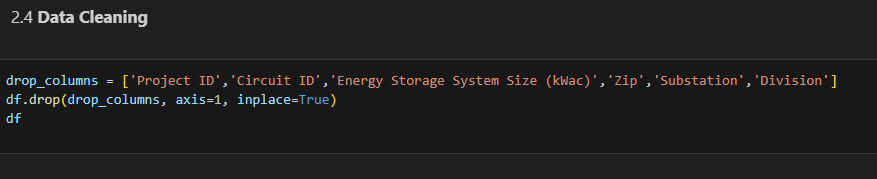 2.4 Data Cleaning
drop_columns = ['Project ID','Circuit ID','Energy Storage System Size (kWac)','Zip','Substation','Division']
df.drop(drop_columns, axis=1, inplace=True)
df